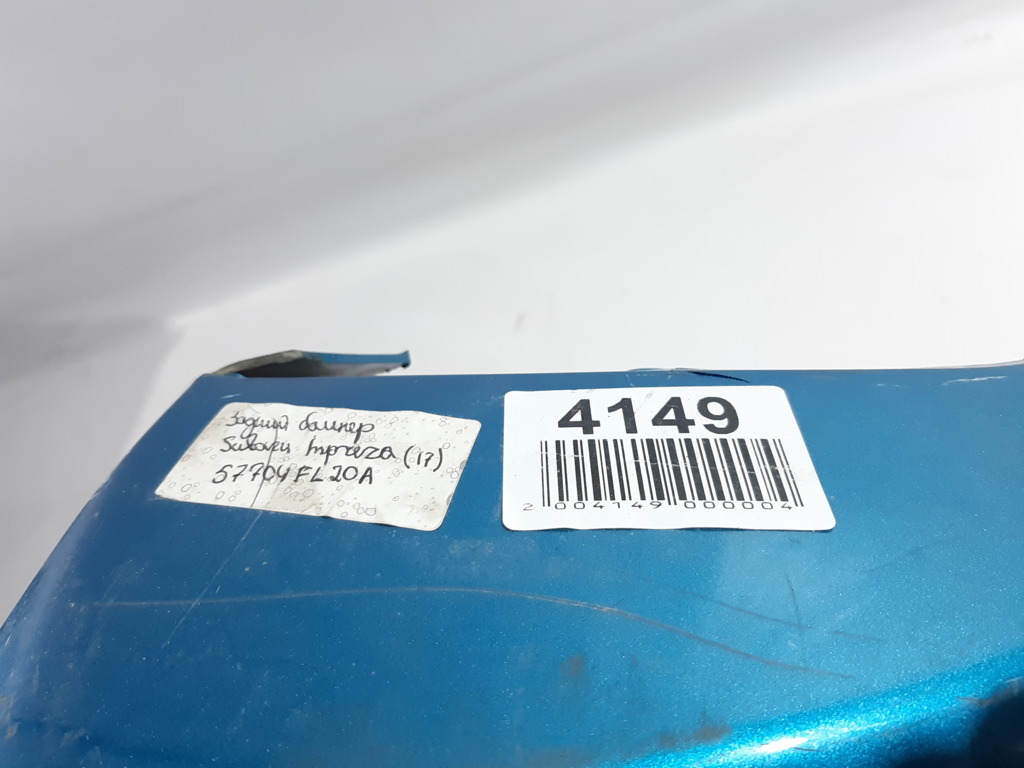 Задний бампер
Subaru Impreza (17)
57704FL20A
4149
2 004149 000004